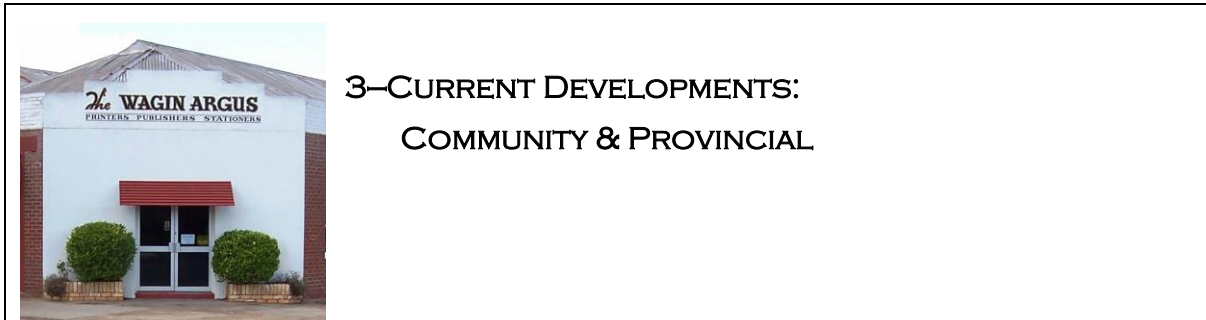 The WAGIN ARGUS
PRINTERS PUBLISHERS STATIONERS
3–CURRENT DEVELOPMENTS:
COMMUNITY & PROVINCIAL